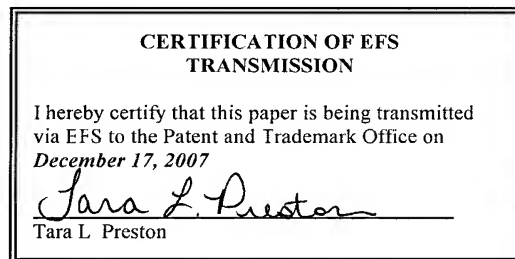 CERTIFICATION OF EFS
TRANSMISSION
I hereby certify that this paper is being transmitted
via EFS to the Patent and Trademark Office on
December 17, 2007
Tara L. Preston
Tara L Preston